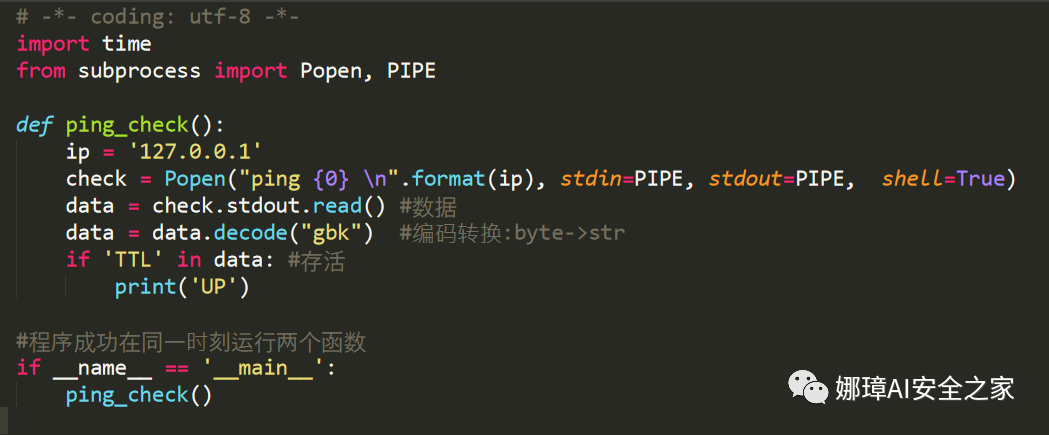 # -*- coding: utf-8 -*-
import time
from subprocess import Popen, PIPE
def ping_check():
    ip = '127.0.0.1'
    check = Popen("ping {0} \n".format(ip), stdin=PIPE, stdout=PIPE,  shell=True)
    data = check.stdout.read() #数据
    data = data.decode("gbk")  #编码转换:byte->str
    if 'TTL' in data: #存活
        print('UP')
#程序成功在同一时刻运行两个函数
if __name__ == '__main__':
    ping_check()
娜璋AI安全之家